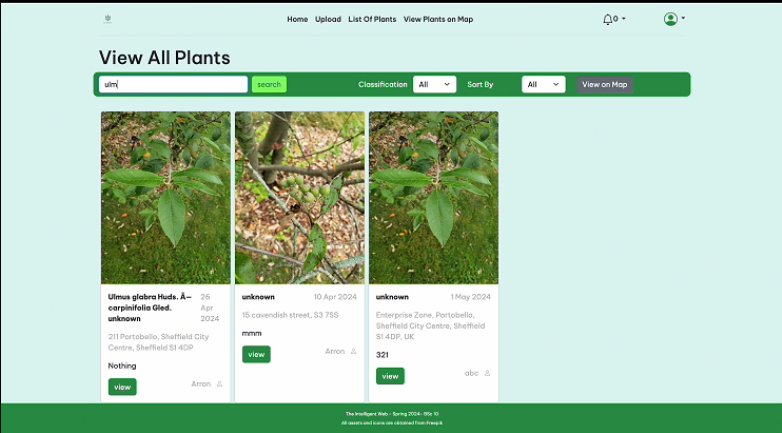 Home Upload List Of Plants View Plants on Map 0
View All Plants
ulm search Classification All Sort By All View on Map
Ulmus glabra Huds. Ã—
carpinifolia Gled.
unknown
26
Apr
2024
211 Portobello, Sheffield City
Centre, Sheffield S1 4DP
Nothing
view Arron
unknown 10 Apr 2024
15 cavendish street, S3 7SS
mmm
view Arron
unknown 1 May 2024
Enterprise Zone, Portobello,
Sheffield City Centre, Sheffield
S1 4DP, UK
321
view abc
The Intelligent Web - Spring 2024- BSc 10
All assets and icons are obtained from Freepik